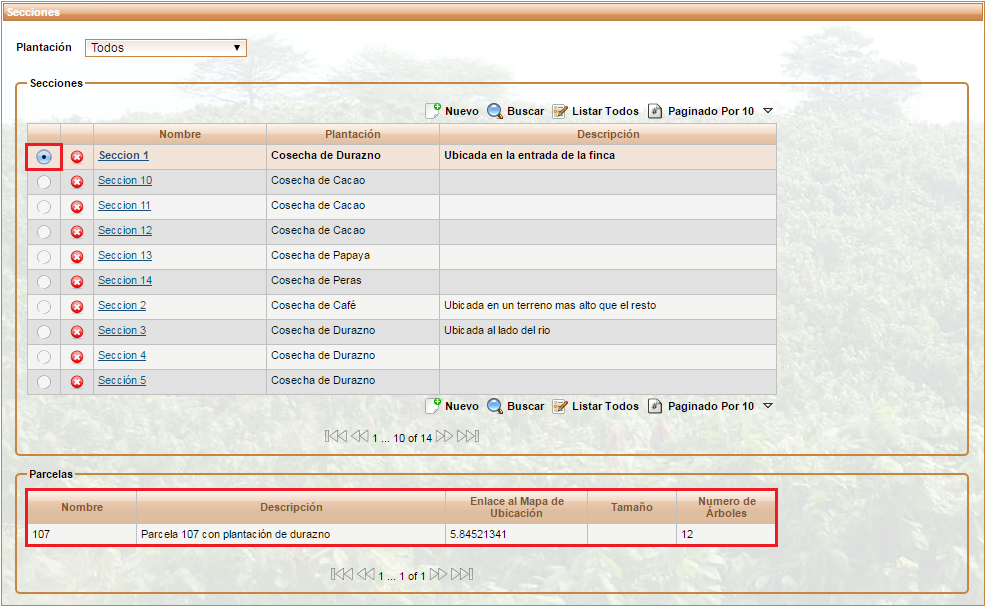 Secciones
Plantación Todos
Secciones
Nuevo Buscar Listar Todos Paginado Por 10
Nombre Plantación Descripción
Seccion 1 Cosecha de Durazno Ubicada en la entrada de la finca
Seccion 10 Cosecha de Cacao
Seccion 11 Cosecha de Cacao
Seccion 12 Cosecha de Cacao
Seccion 13 Cosecha de Papaya
Seccion 14 Cosecha de Peras
Seccion 2 Cosecha de Café Ubicada en un terreno mas alto que el resto
Seccion 3 Cosecha de Durazno Ubicada al lado del rio
Seccion 4 Cosecha de Durazno
Sección 5 Cosecha de Durazno
Nuevo Buscar Listar Todos Paginado Por 10
1 ... 10 of 14
Parcelas
Nombre Descripción Enlace al Mapa de Ubicación Tamaño Numero de Árboles
107 Parcela 107 con plantación de durazno 5.84521341 12
1 ... 1 of 1